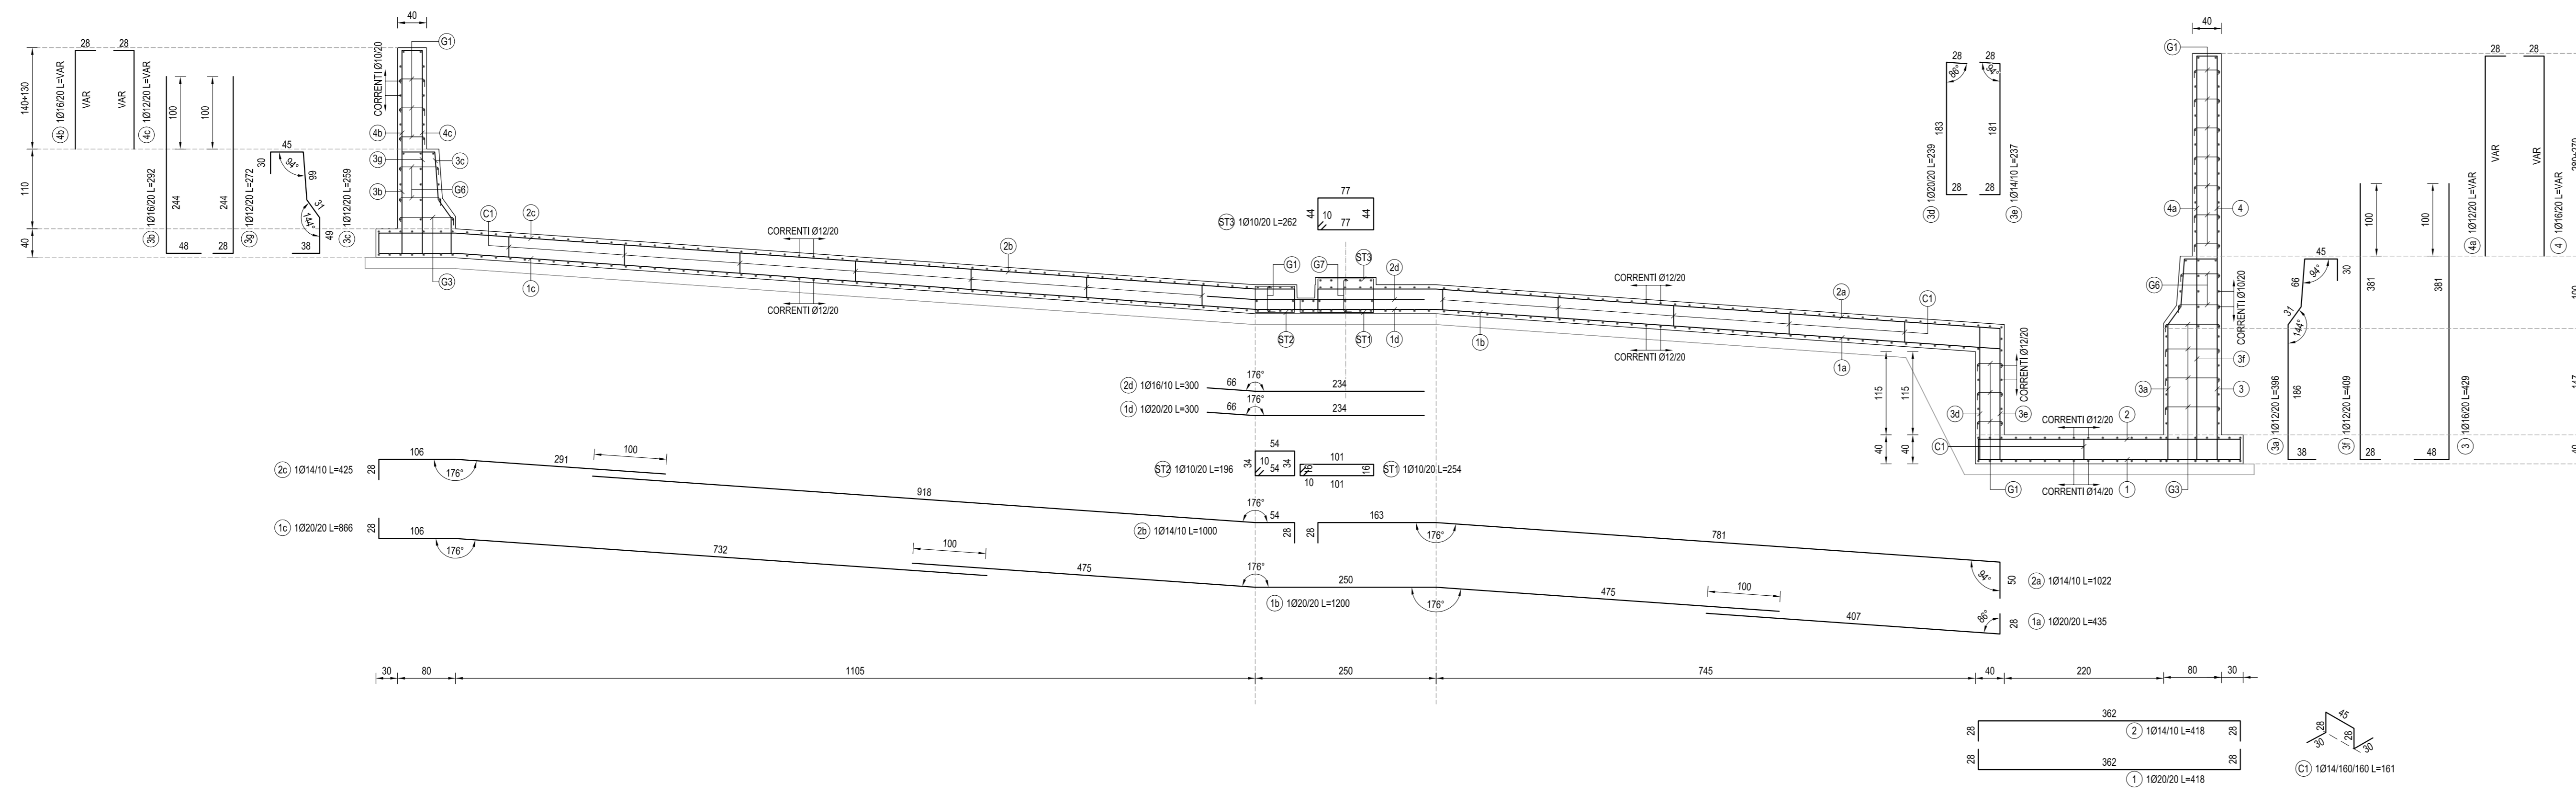 40
28
28
140÷130
4b 1Ø16/20 L=VAR
VAR
VAR
4c 1Ø12/20 L=VAR
100
100
CORRENTI Ø10/20
G1
4b
4c
3g
3c
3b
G6
110
40
3b 1Ø16/20 L=292
244
48
244
28
3g 1Ø12/20 L=272
45
30
94°
99
31
144°
49
38
3c 1Ø12/20 L=259
C1
2c
G3
1c
CORRENTI Ø12/20
CORRENTI Ø12/20
2b
77
44
10
77
44
ST3 1Ø10/20 L=262
G1
G7
ST3
2d
ST2
ST1
1d
1b
CORRENTI Ø12/20
CORRENTI Ø12/20
2a
C1
1a
28
28
86°
94°
183
181
28
28
3d 1Ø20/20 L=239
3e 1Ø14/10 L=237
CORRENTI Ø12/20
115
115
40
40
3d
3e
C1
G1
CORRENTI Ø12/20
2
CORRENTI Ø14/20
1
G3
40
G1
4a
4
G6
CORRENTI Ø10/20
3f
3a
3
45
30
94°
66
31
144°
186
38
3a 1Ø12/20 L=396
100
381
28
3f 1Ø12/20 L=409
100
381
48
3 1Ø16/20 L=429
28
28
VAR
VAR
4a 1Ø12/20 L=VAR
4 1Ø16/20 L=VAR
2d 1Ø16/10 L=300
66
176°
234
1d 1Ø20/20 L=300
66
176°
234
ST2 1Ø10/20 L=196
54
34
10
54
34
101
16
16
10
101
ST1 1Ø10/20 L=254
2c 1Ø14/10 L=425
28
106
176°
291
100
918
176°
54
28
2b 1Ø14/10 L=1000
28
163
176°
781
94°
50
2a 1Ø14/10 L=1022
1c 1Ø20/20 L=866
28
106
176°
732
100
475
176°
250
1b 1Ø20/20 L=1200
176°
475
100
407
86°
28
1a 1Ø20/20 L=435
30
80
1105
250
745
40
220
80
30
362
28
2 1Ø14/10 L=418
28
362
28
1 1Ø20/20 L=418
28
45
28
28
30
30
C1 1Ø14/160/160 L=161